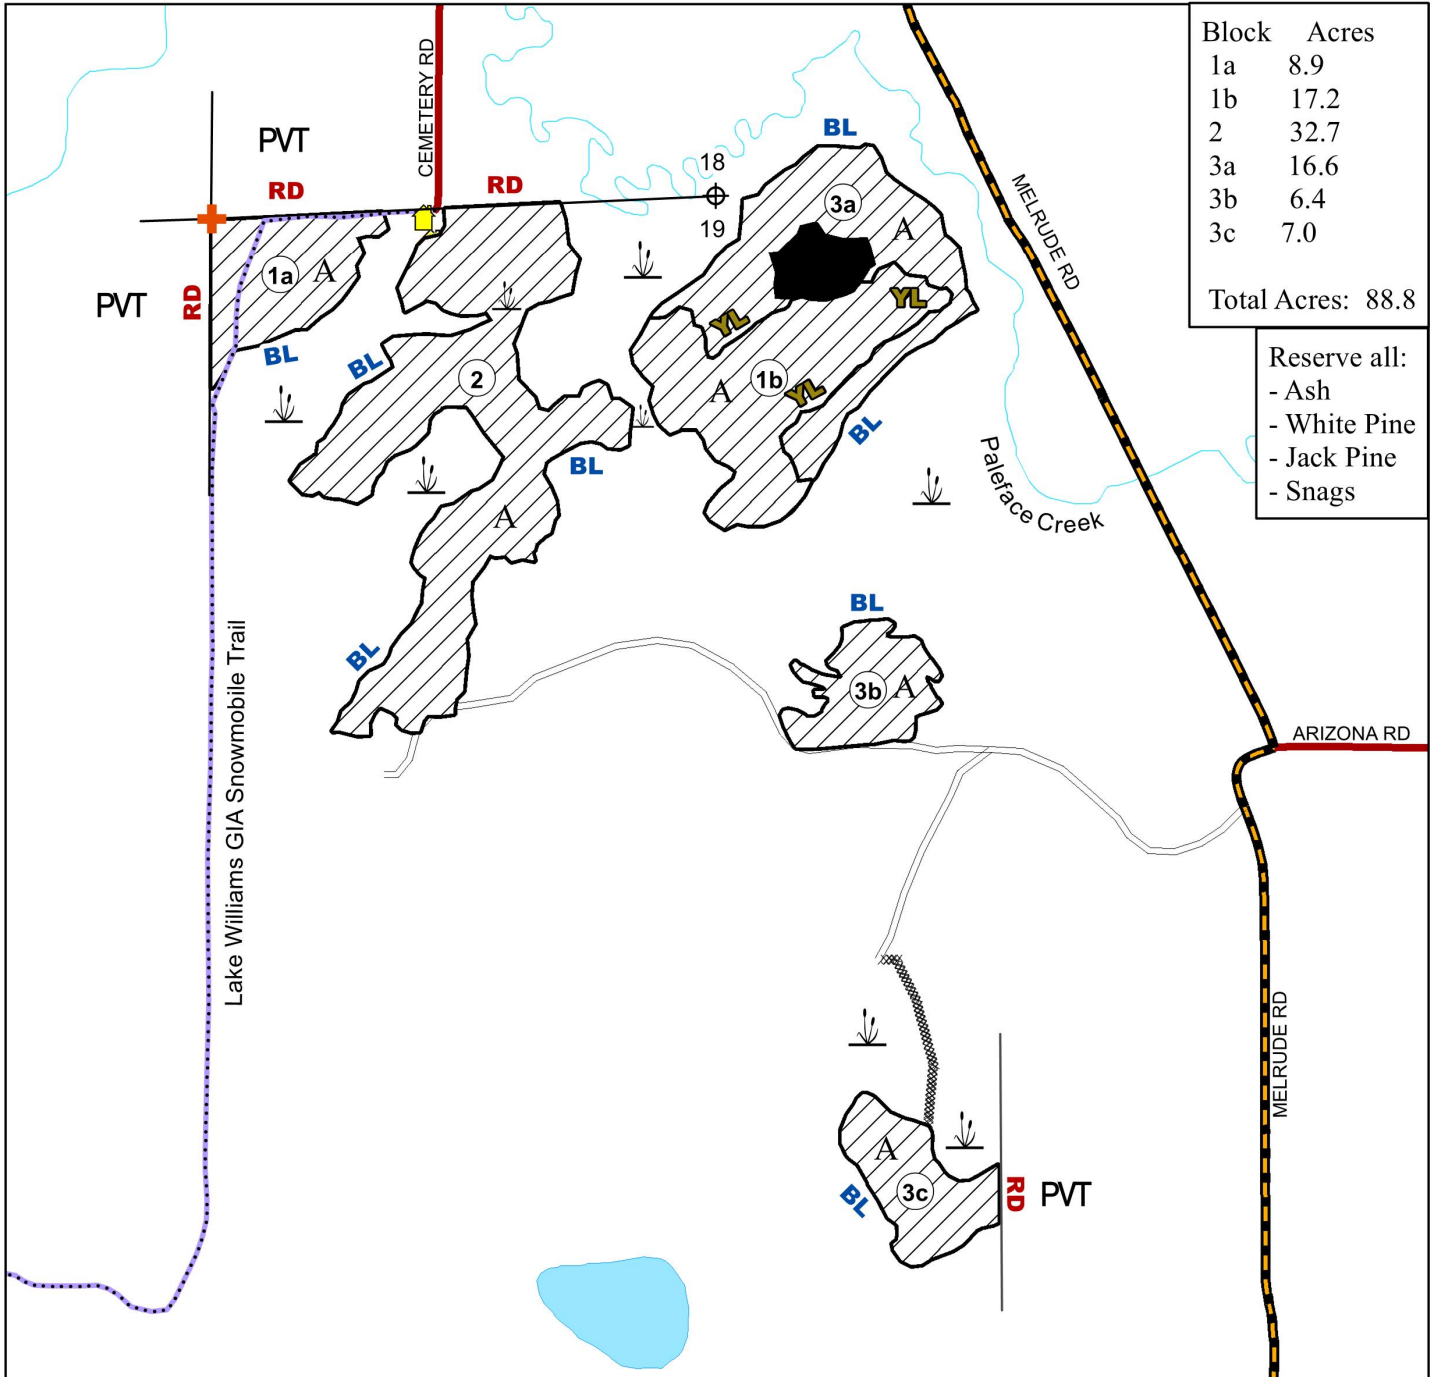 Block Acres
1a 8.9
1b 17.2
2 32.7
3a 16.6
3b 6.4
3c 7.0
Total Acres: 88.8
Reserve all:
- Ash
- White Pine
- Jack Pine
- Snags
CEMETERY RD
PVT
RD
RD
BL
18
19
3a
A
MELRUDE RD
PVT
RD
1a
A
BL
BL
2
YL
YL
A
1b
YL
BL
BL
A
Paleface Creek
BL
BL
3b
A
Lake Williams GIA Snowmobile Trail
ARIZONA RD
MELRUDE RD
A
3c
BL
RD
PVT